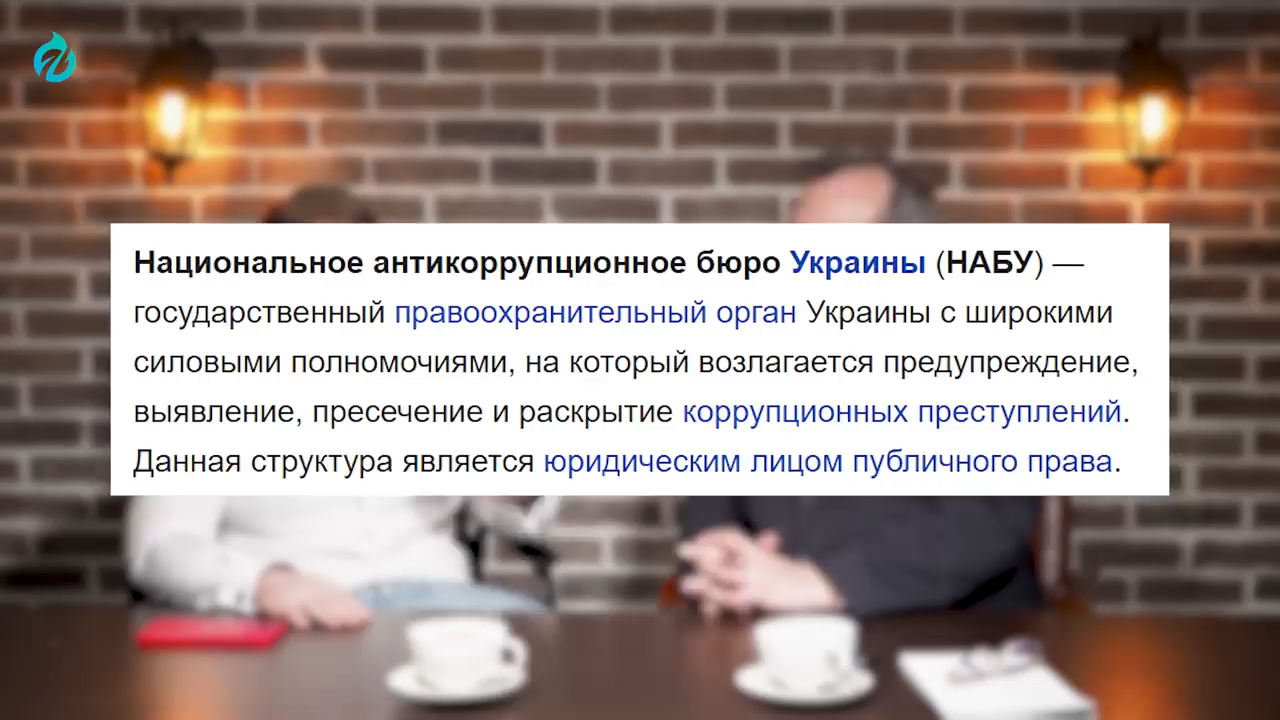 Национальное антикоррупционное бюро Украины (НАБУ) —
государственный правоохранительный орган Украины с широкими
силовыми полномочиями, на который возлагается предупреждение,
выявление, пресечение и раскрытие коррупционных преступлений.
Данная структура является юридическим лицом публичного права.